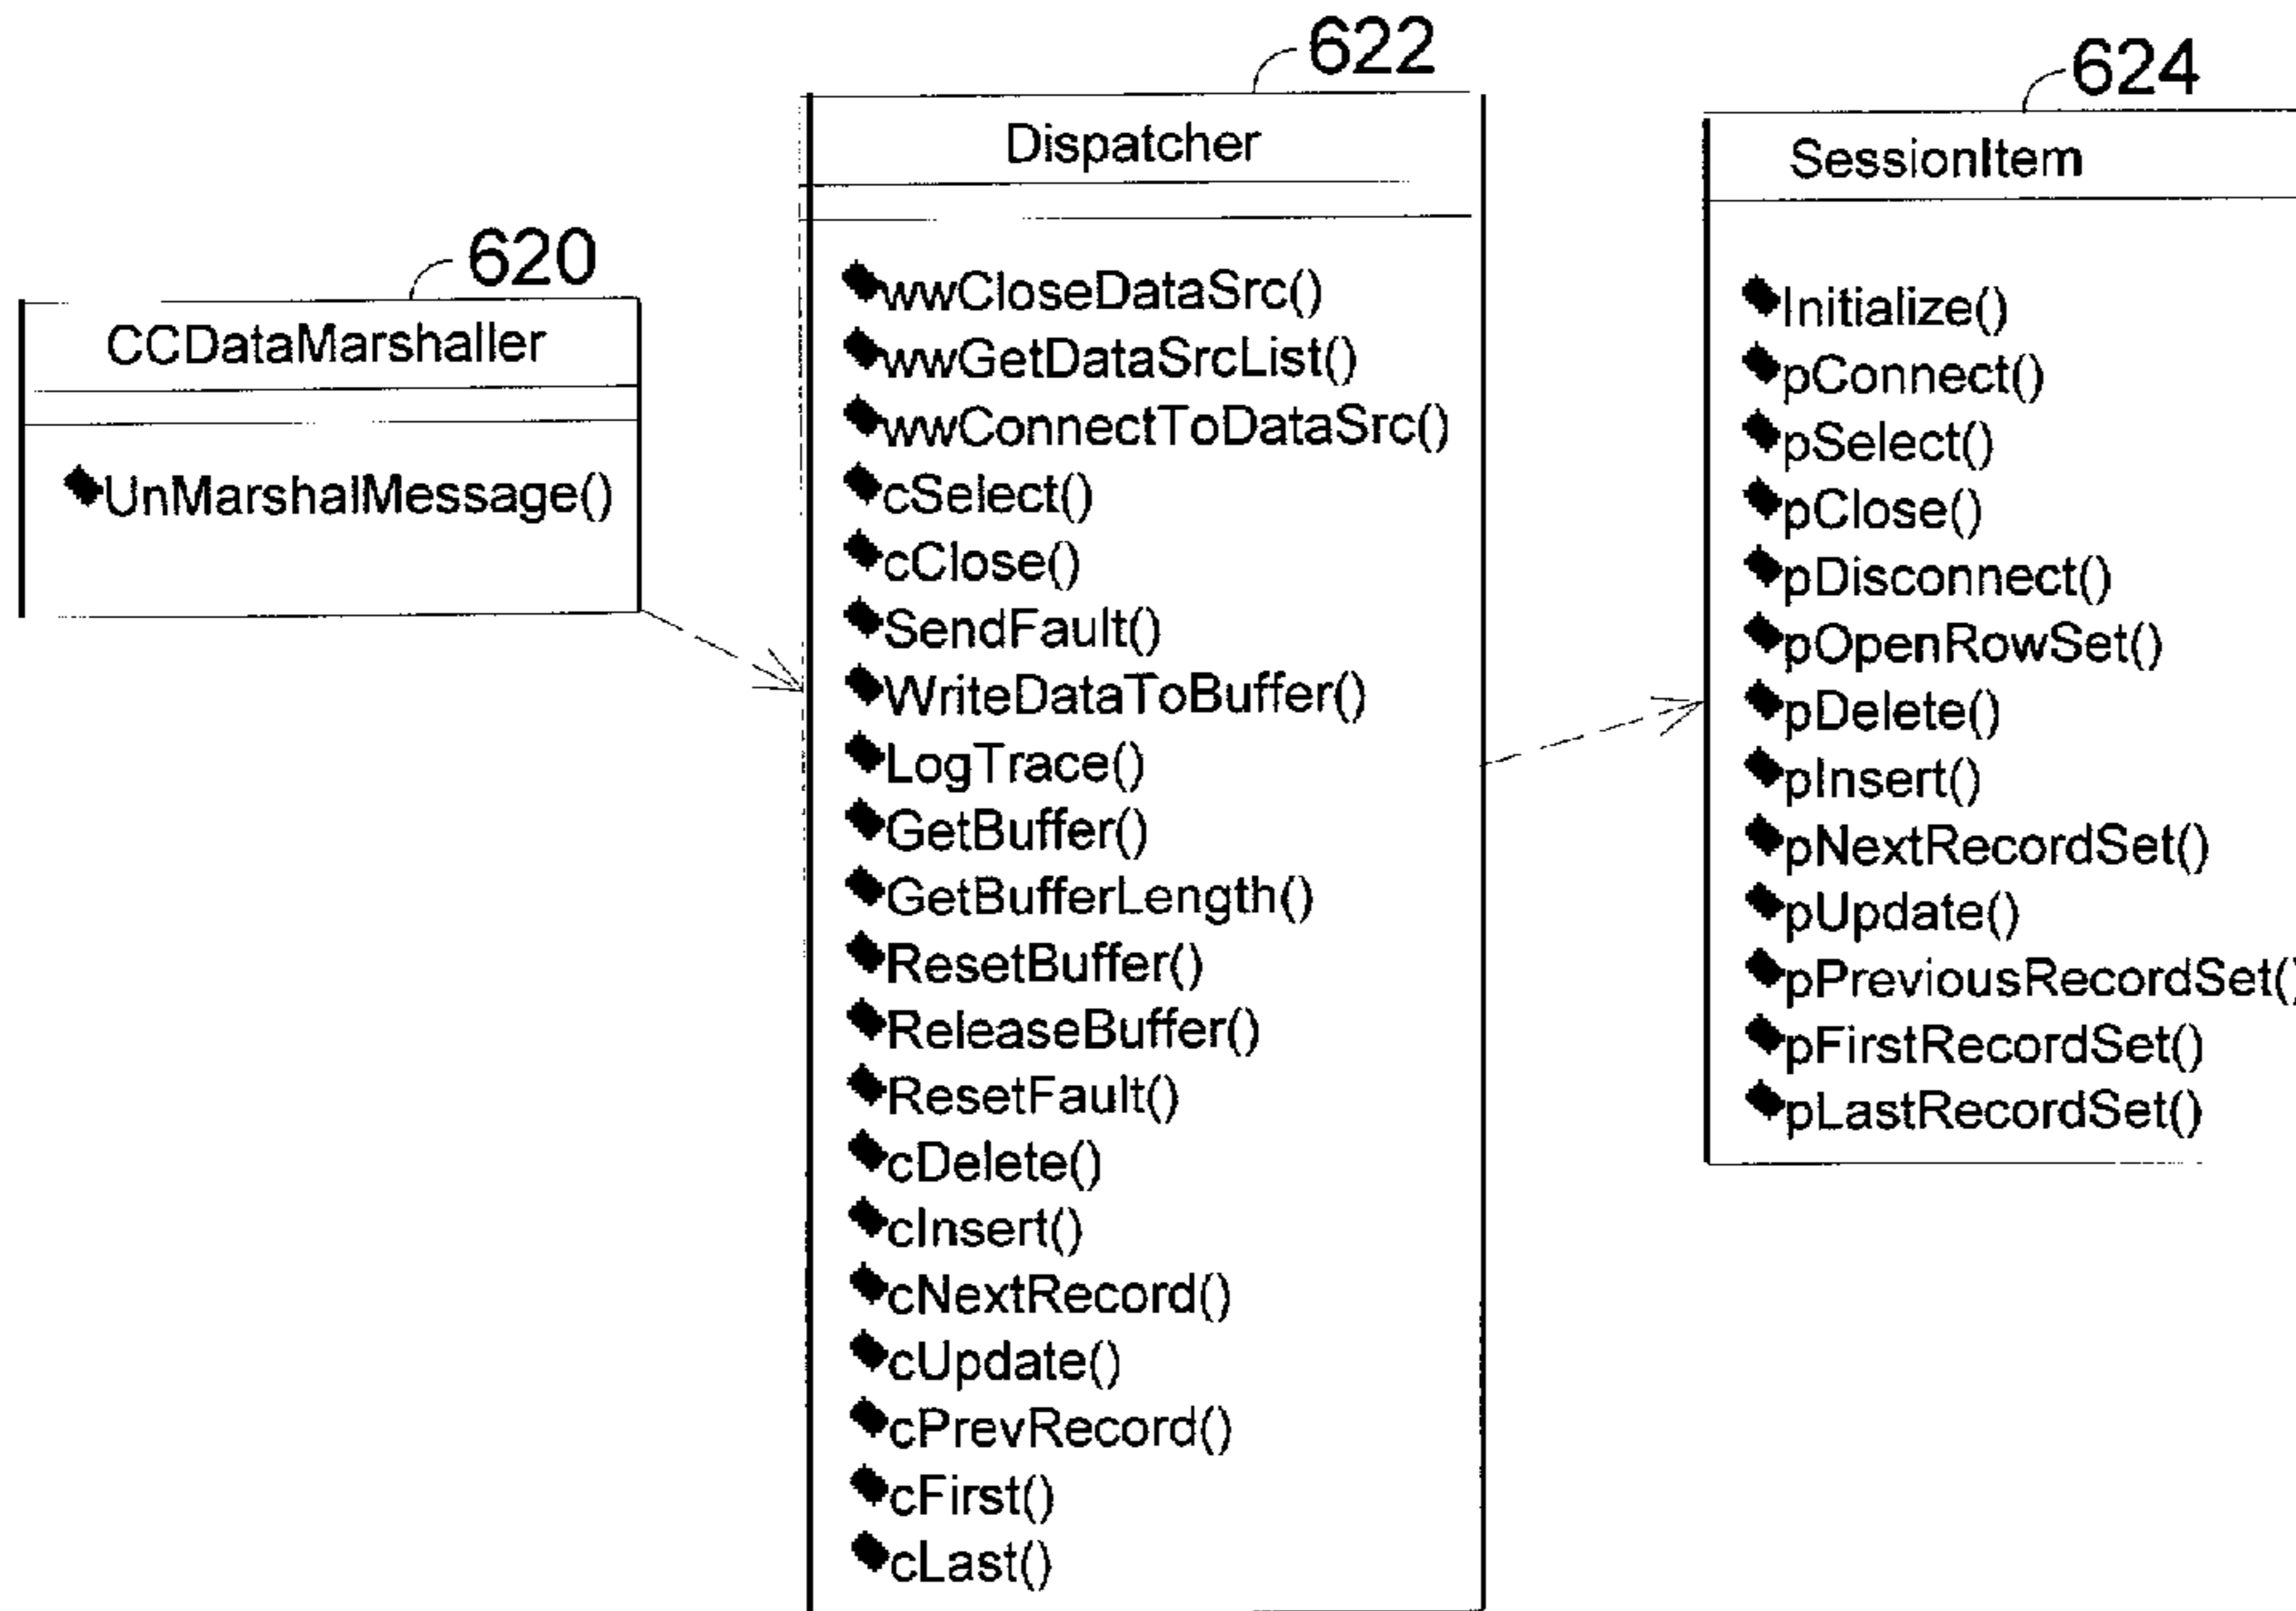 620
CCDataMarshaller
UnMarshalMessage()
622
Dispatcher
wwCloseDataSrc()
wwGetDataSrcList()
wwConnectToDataSrc()
cSelect()
cClose()
SendFault()
WriteDataToBuffer()
LogTrace()
GetBuffer()
GetBufferLength()
ResetBuffer()
ReleaseBuffer()
ResetFault()
cDelete()
cInsert()
cNextRecord()
cUpdate()
cPrevRecord()
cFirst()
cLast()
624
SessionItem
Initialize()
pConnect()
pSelect()
pClose()
pDisconnect()
pOpenRowSet()
pDelete()
pInsert()
pNextRecordSet()
pUpdate()
pPreviousRecordSet()
pFirstRecordSet()
pLastRecordSet()